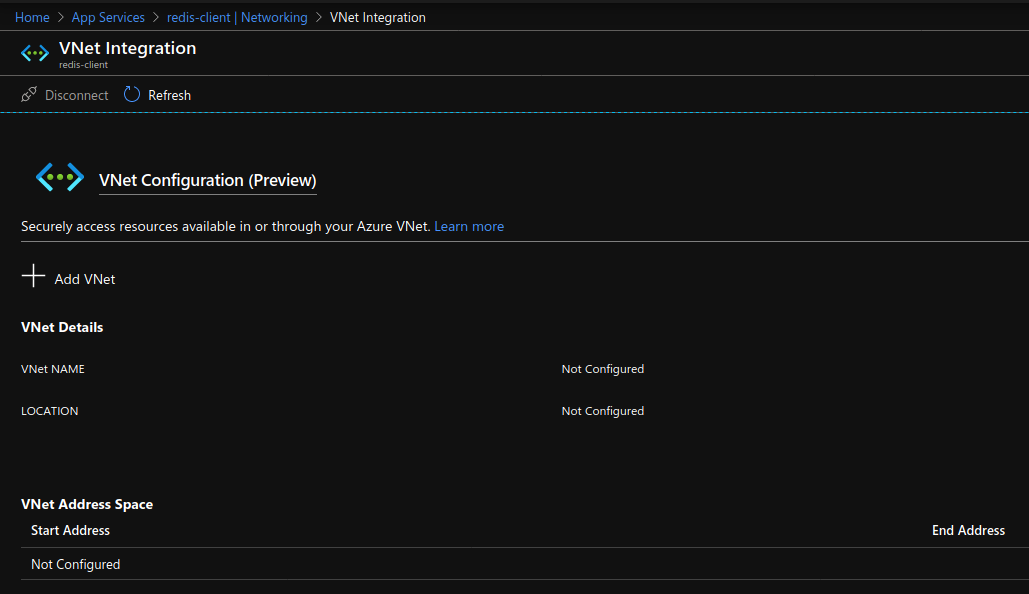 Home > App Services > redis-client | Networking > VNet Integration
VNet Integration
redis-client
Disconnect Refresh
VNet Configuration (Preview)
Securely access resources available in or through your Azure VNet. Learn more
Add VNet
VNet Details
VNet NAME Not Configured
LOCATION Not Configured
VNet Address Space
Start Address End Address
Not Configured